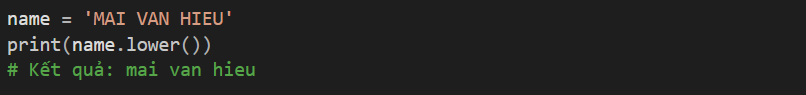 name = 'MAI VAN HIEU'
print(name.lower())
# Kết quả: mai van hieu